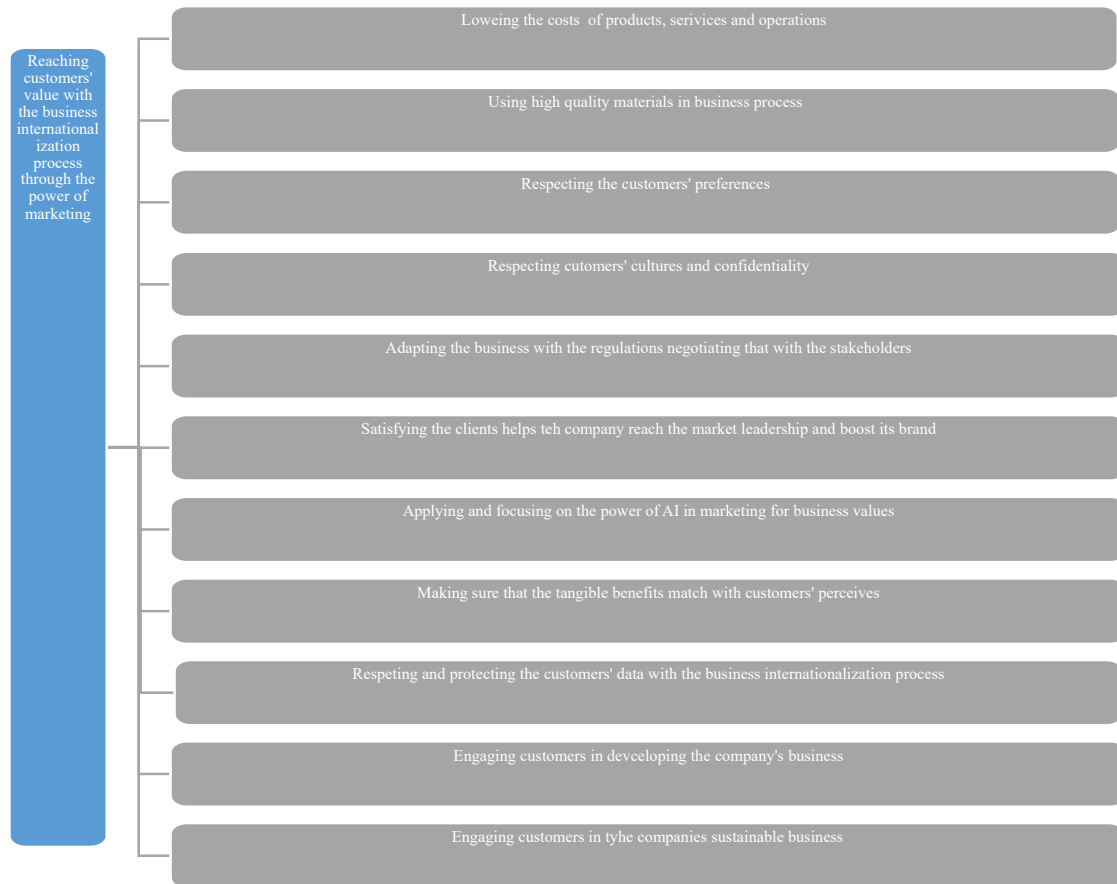 Reaching
customers'
value with
the business
international
ization
process
through the
power of
marketing
Loweing the costs  of products, serivices and operations
Using high quality materials in business process
Respecting the customers' preferences
Respecting cutomers' cultures and confidentiality
Adapting the business with the regulations negotiating that with the stakeholders
Satisfying the clients helps teh company reach the market leadership and boost its brand
Applying and focusing on the power of AI in marketing for business values
Making sure that the tangible benefits match with customers' perceives
Respeting and protecting the customers' data with the business internationalization process
Engaging customers in devceloping the company's business
Engaging customers in tyhe companies sustainable business